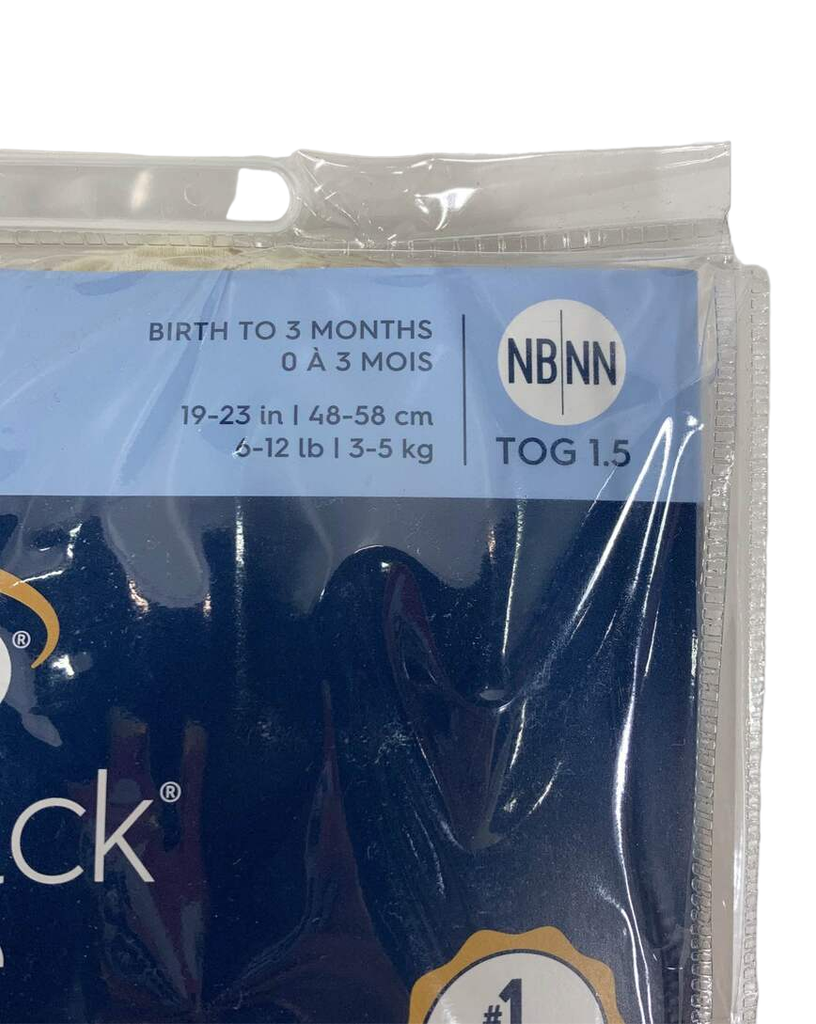 BIRTH TO 3 MONTHS
0 À 3 MOIS
19-23 in | 48-58 cm
6-12 lb | 3-5 kg
NB|NN
TOG 1.5
®
ck®
#1